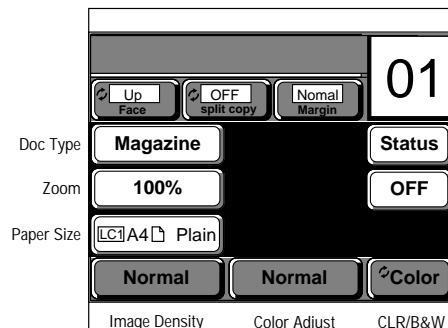 01
Up OFF Nomal
Face split copy Margin
Doc Type Magazine Status
Zoom 100% OFF
Paper Size LC1 A4 Plain
Normal Normal Color
Image Density Color Adjust CLR/B&W